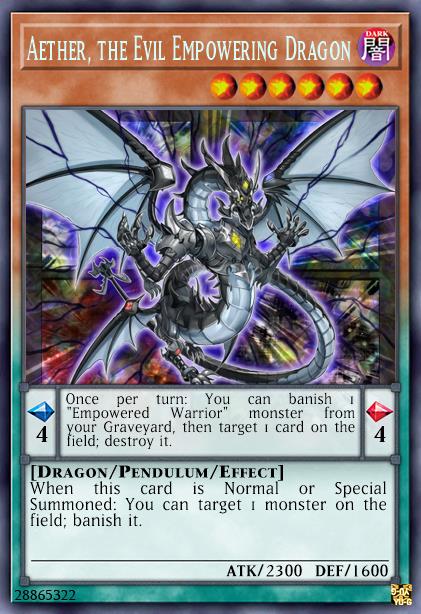 AETHER, THE EVIL EMPOWERING DRAGON
DARK
闇
Once per turn: You can banish 1
"Empowered Warrior" monster from
your Graveyard, then target 1 card on the
field; destroy it.
4
4
[DRAGON/PENDULUM/EFFECT]
When this card is Normal or Special
Summoned: You can target 1 monster on the
field; banish it.
ATK/2300 DEF/1600
28865322